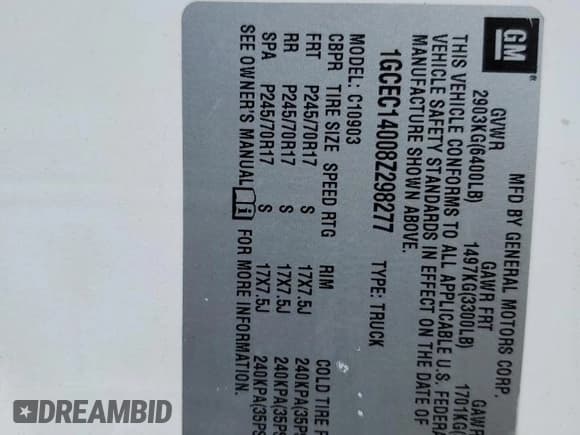 GM
MFD BY GENERAL MOTORS CORP.
GVWR GAWR FRT GAWR
2903KG(6400LB) 1497KG(3300LB) 1701KG(
THIS VEHICLE CONFORMS TO ALL APPLICABLE U.S. FEDERA
VEHICLE SAFETY STANDARDS IN EFFECT ON THE DATE OF
MANUFACTURE SHOWN ABOVE.
1GCEC14008Z298277 TYPE: TRUCK
MODEL: C10903
CBPR TIRE SIZE SPEED RTG RIM COLD TIRE P
FRT P245/70R17 S 17X7.5J 240KPA(35PS
RR P245/70R17 S 17X7.5J 240KPA(35PS
SPA P245/70R17 S 17X7.5J 240KPA(35PS
SEE OWNER'S MANUAL i FOR MORE INFORMATION.
DREAMBID